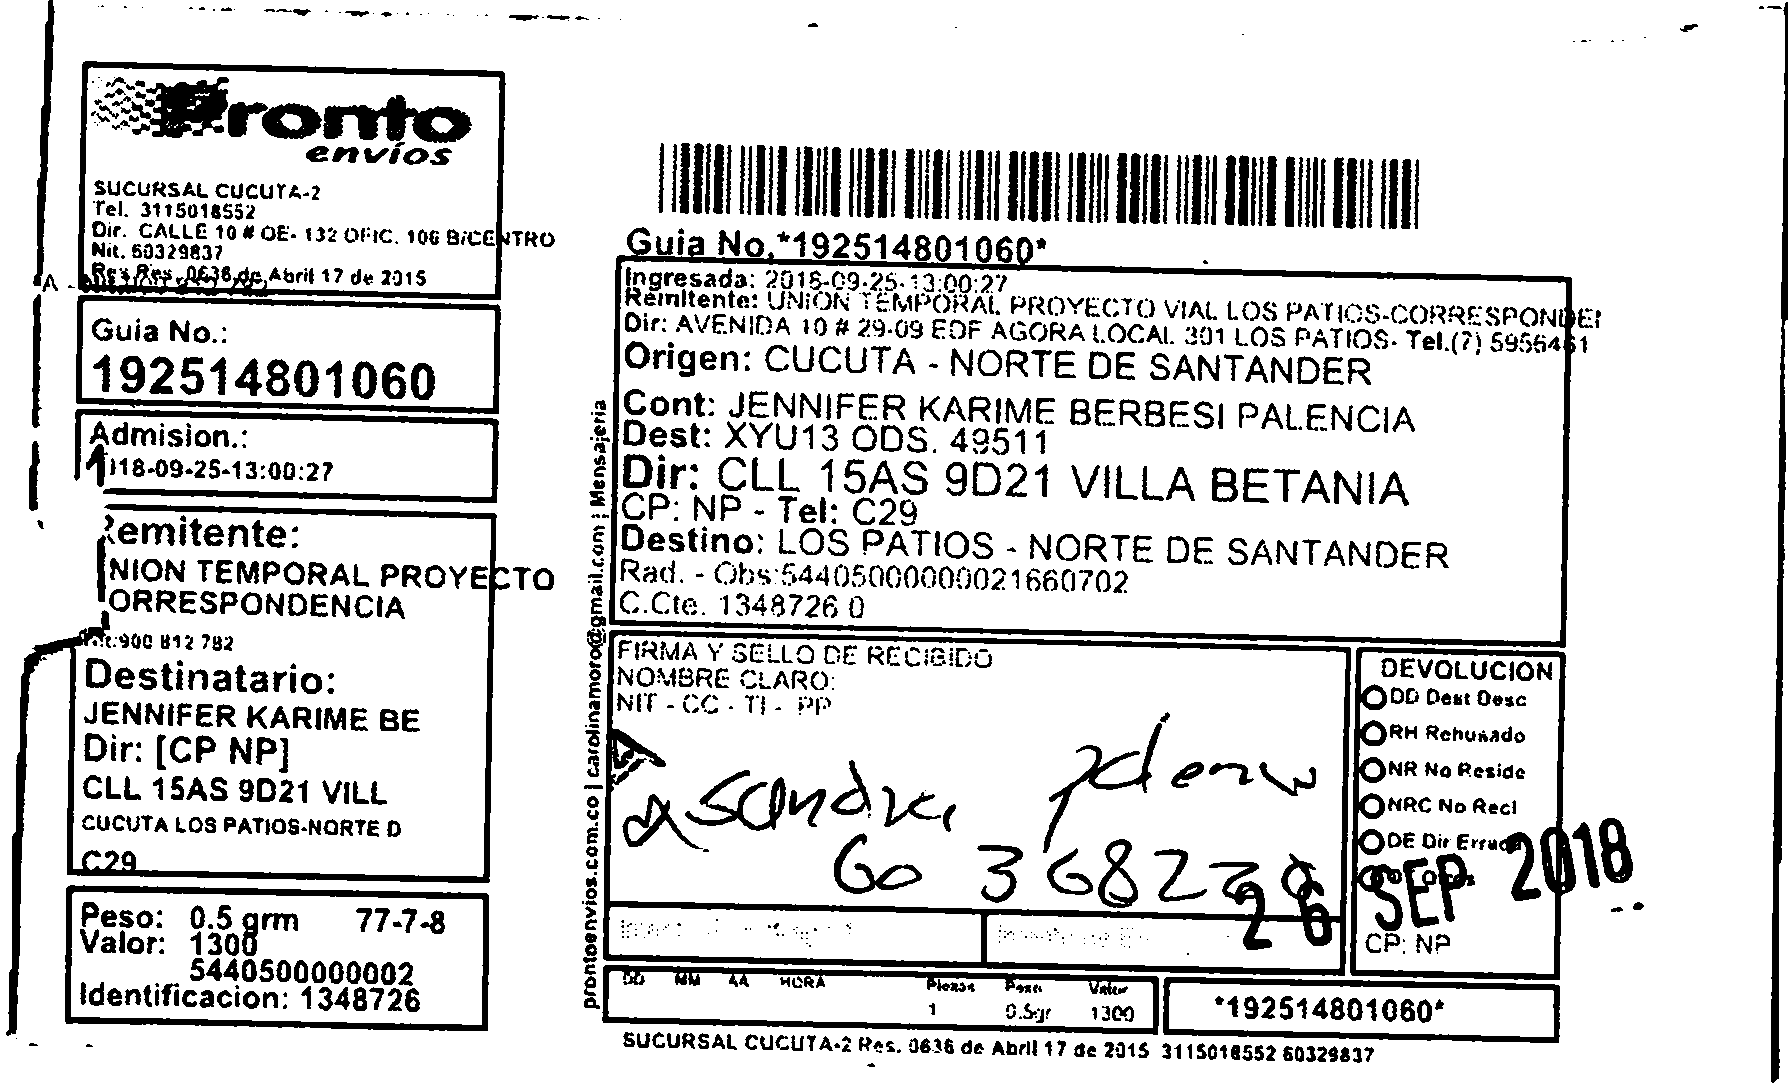 Pronto
envíos
SUCURSAL CUCUTA-2
Tel. 3115018552
Dir. CALLE 10 # OE- 132 OFIC. 106 BICENTRO
Nit. 60329837
Res Res. 0636 de Abril 17 de 2015
Guia No.:
192514801060
Admision.:
018-09-25-13:00:27
Remitente:
NION TEMPORAL PROYECTO
ORRESPONDENCIA
Nit:900 812 782
Destinatario:
JENNIFER KARIME BE
Dir: [CP NP]
CLL 15AS 9D21 VILL
CUCUTA LOS PATIOS-NORTE D
C29
Peso: 0.5 grm 77-7-8
Valor: 1300
5440500000002
Identificacion: 1348726
prontoenvios.com.co | carolinamoro@gmail.com | Mensajeria
Guia No.*192514801060*
Ingresada: 2018-09-25-13:00:27
Remitente: UNION TEMPORAL PROYECTO VIAL LOS PATIOS-CORRESPONDEN
Dir: AVENIDA 10 # 29-09 EDF AGORA LOCAL 301 LOS PATIOS- Tel.(7) 5956461
Origen: CUCUTA - NORTE DE SANTANDER
Cont: JENNIFER KARIME BERBESI PALENCIA
Dest: XYU13 ODS. 49511
Dir: CLL 15AS 9D21 VILLA BETANIA
CP: NP - Tel: C29
Destino: LOS PATIOS - NORTE DE SANTANDER
Rad. - Obs:54405000000021660702
C.Cte. 1348726 0
FIRMA Y SELLO DE RECIBIDO
NOMBRE CLARO:
NIT - CC - TI - PP
Sandra
60 3682
26 SEP 2018
DEVOLUCION
DD Dest Desc
RH Rehusado
NR No Reside
NRC No Recl
DE Dir Errada
CP: NP
DD MM AA HORA Piezas Peso Valor
1 0.5gr 1300
*192514801060*
SUCURSAL CUCUTA-2 Res. 0636 de Abril 17 de 2015 3115018552 60329837